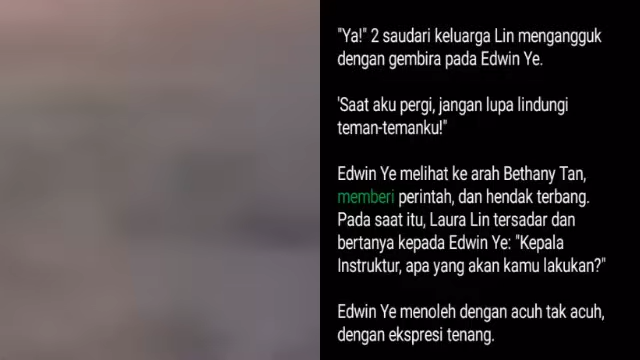 "Ya!" 2 saudari keluarga Lin mengangguk
dengan gembira pada Edwin Ye.
'Saat aku pergi, jangan lupa lindungi
teman-temanku!"
Edwin Ye melihat ke arah Bethany Tan,
memberi perintah, dan hendak terbang.
Pada saat itu, Laura Lin tersadar dan
bertanya kepada Edwin Ye: "Kepala
Instruktur, apa yang akan kamu lakukan?"
Edwin Ye menoleh dengan acuh tak acuh,
dengan ekspresi tenang.